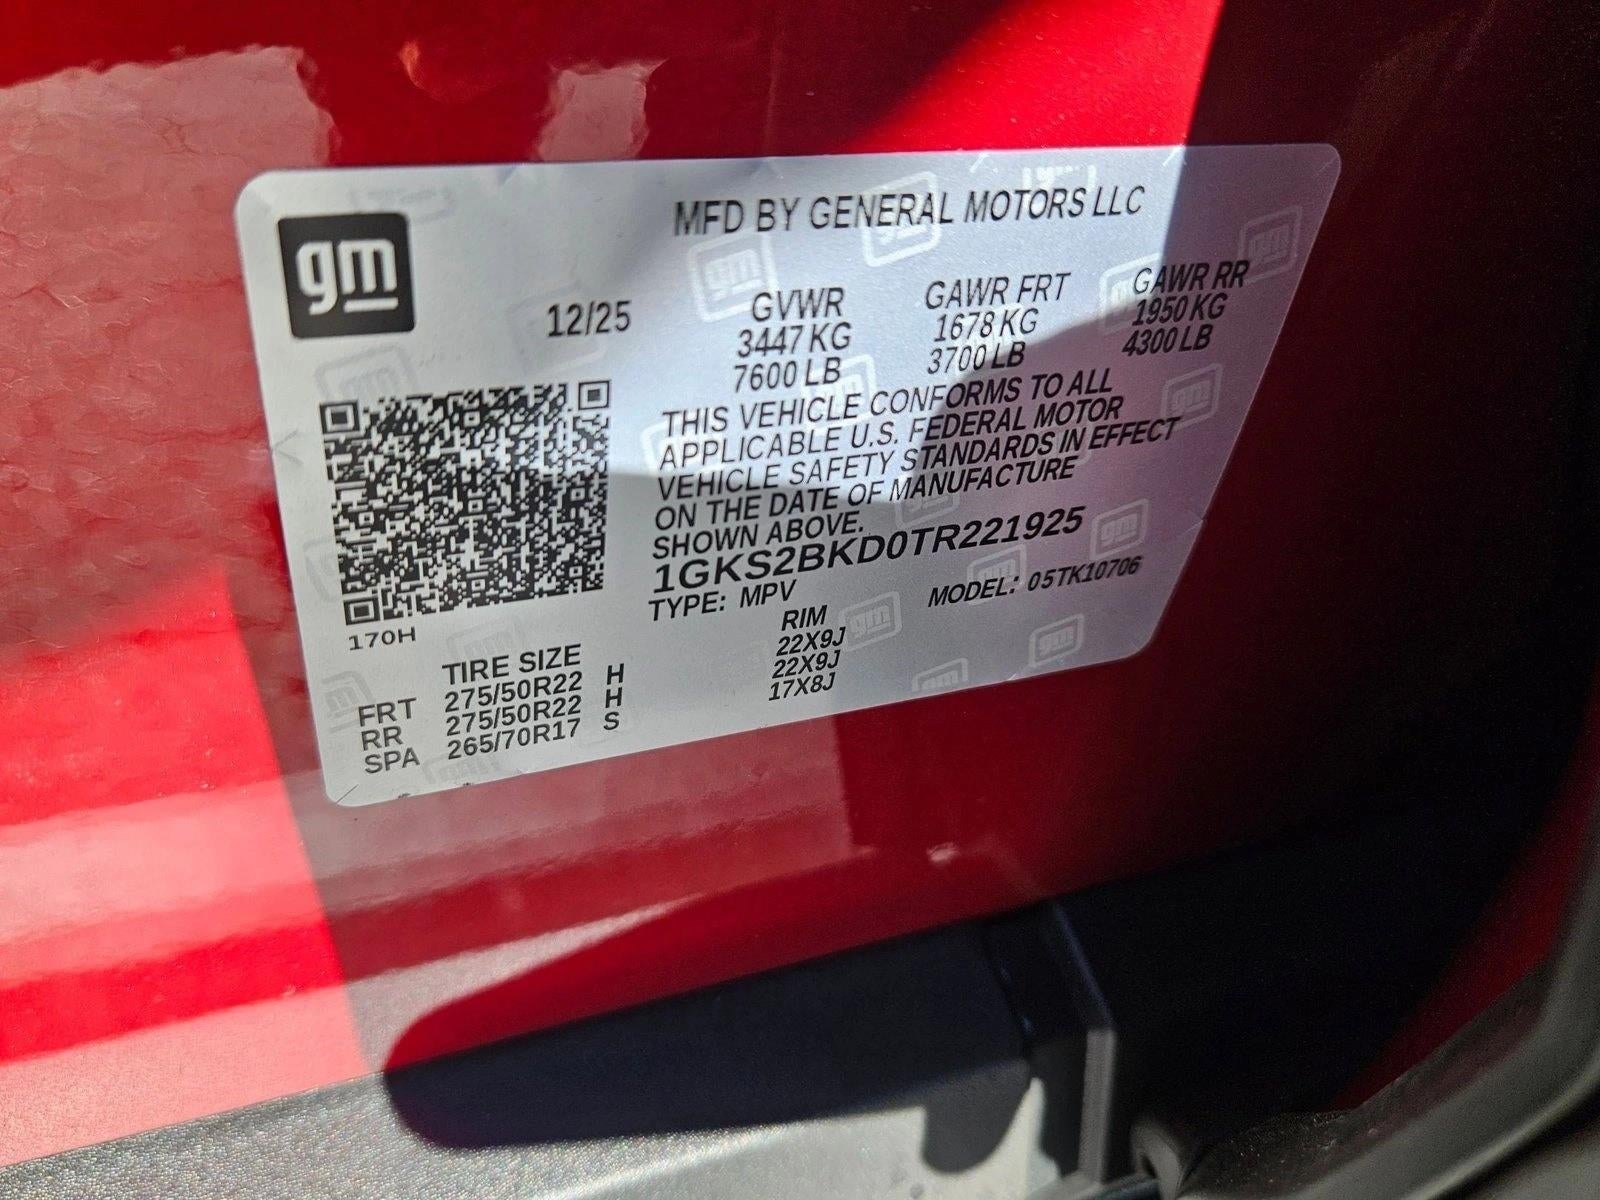 gm
MFD BY GENERAL MOTORS LLC
12/25
GVWR GAWR FRT GAWR RR
3447 KG 1678 KG 1950 KG
7600 LB 3700 LB 4300 LB
THIS VEHICLE CONFORMS TO ALL
APPLICABLE U.S. FEDERAL MOTOR
VEHICLE SAFETY STANDARDS IN EFFECT
ON THE DATE OF MANUFACTURE
SHOWN ABOVE.
1GKS2BKD0TR221925
TYPE: MPV MODEL: 05TK10706
170H
TIRE SIZE RIM
FRT 275/50R22 H 22X9J
RR 275/50R22 H 22X9J
SPA 265/70R17 S 17X8J